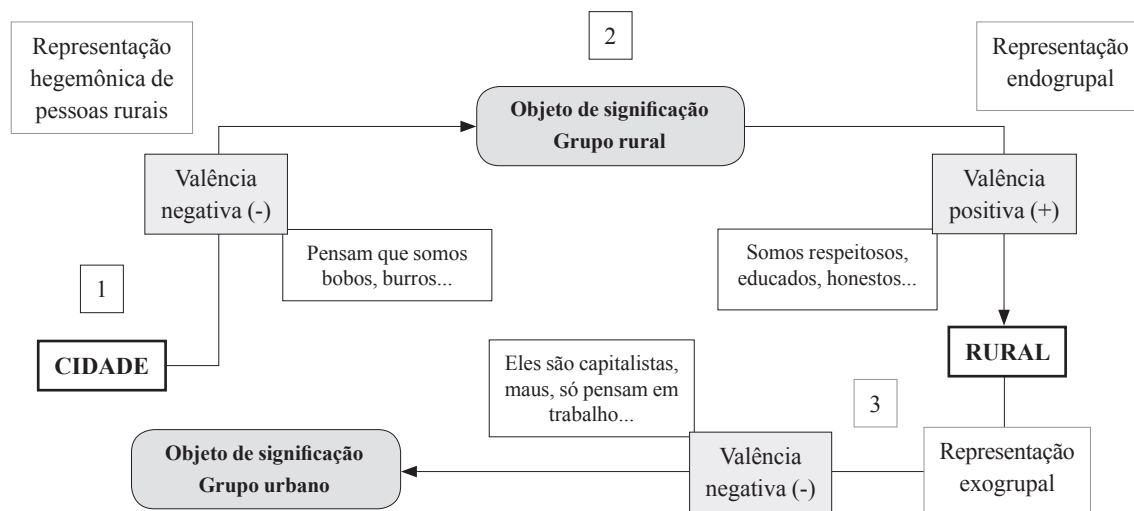 Representação
hegemônica de
pessoas rurais
2
Representação
endogrupal
Objeto de significação
Grupo rural
Valência
negativa (-)
Valência
positiva (+)
Pensam que somos
bobos, burros...
Somos respeitosos,
educados, honestos...
1
CIDADE
RURAL
Eles são capitalistas,
maus, só pensam em
trabalho...
3
Objeto de significação
Grupo urbano
Valência
negativa (-)
Representação
exogrupal